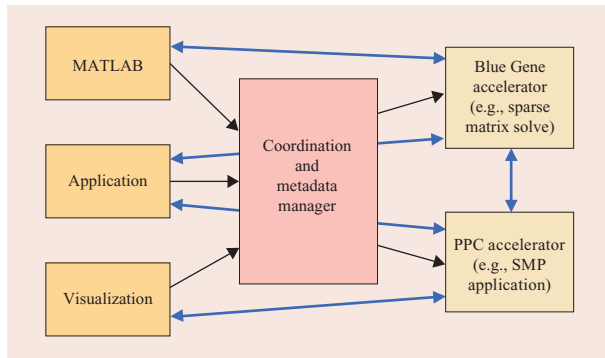 MATLAB
Application
Visualization
Coordination
and
metadata
manager
Blue Gene
accelerator
(e.g., sparse
matrix solve)
PPC accelerator
(e.g., SMP
application)